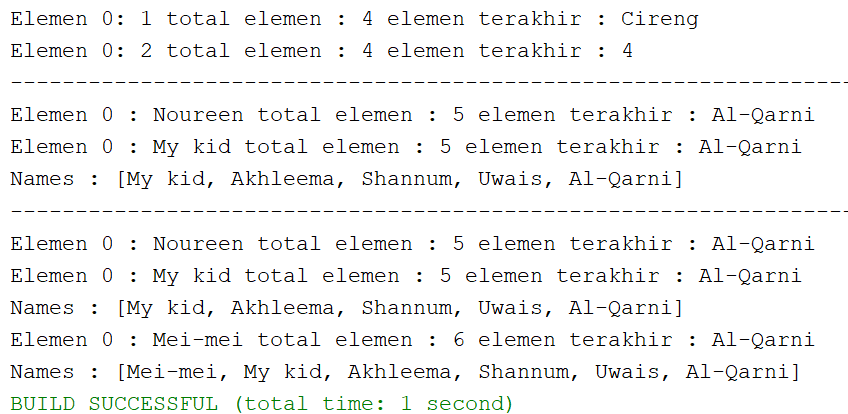 Elemen 0: 1 total elemen : 4 elemen terakhir : Cireng
Elemen 0: 2 total elemen : 4 elemen terakhir : 4
-----------------------------------------------------------------
Elemen 0 : Noureen total elemen : 5 elemen terakhir : Al-Qarni
Elemen 0 : My kid total elemen : 5 elemen terakhir : Al-Qarni
Names : [My kid, Akhleema, Shannum, Uwais, Al-Qarni]
-----------------------------------------------------------------
Elemen 0 : Noureen total elemen : 5 elemen terakhir : Al-Qarni
Elemen 0 : My kid total elemen : 5 elemen terakhir : Al-Qarni
Names : [My kid, Akhleema, Shannum, Uwais, Al-Qarni]
Elemen 0 : Mei-mei total elemen : 6 elemen terakhir : Al-Qarni
Names : [Mei-mei, My kid, Akhleema, Shannum, Uwais, Al-Qarni]
BUILD SUCCESSFUL (total time: 1 second)